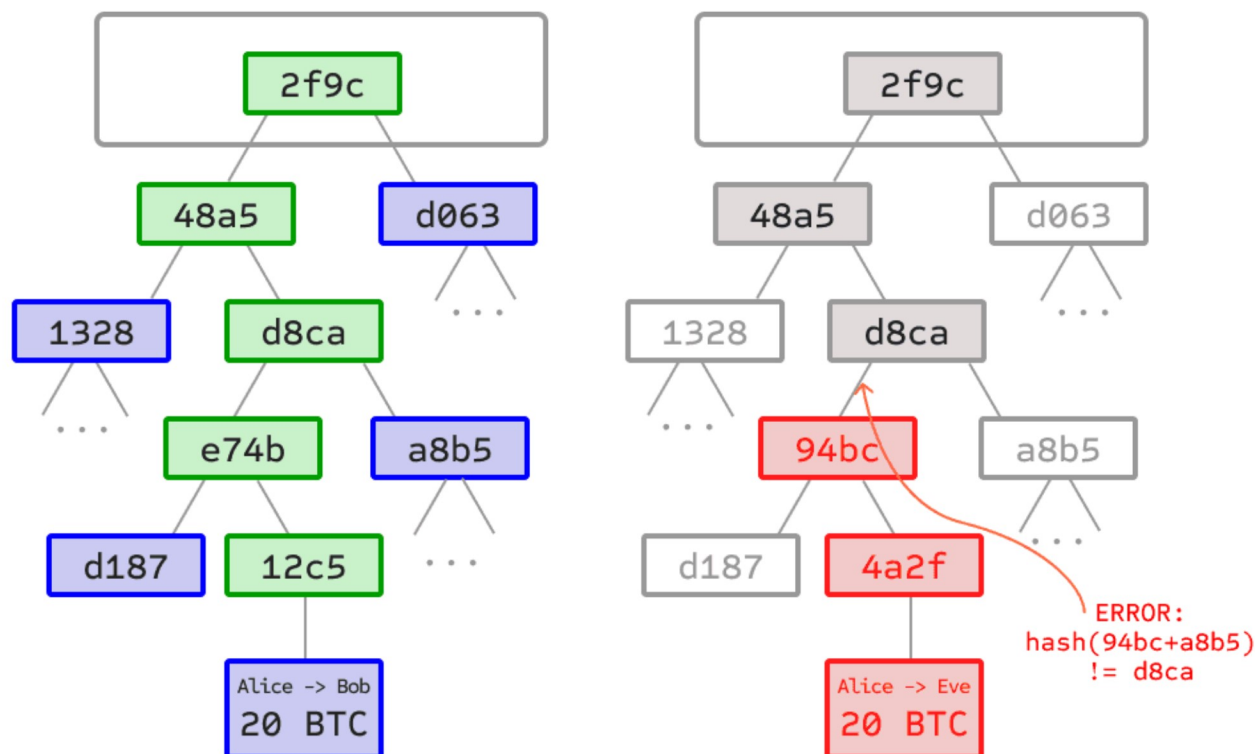 2f9c
48a5
d063
1328
d8ca
...
...
e74b
a8b5
d187
12c5
...
Alice -> Bob
20 BTC
2f9c
48a5
d063
1328
d8ca
...
...
94bc
a8b5
d187
4a2f
...
ERROR:
hash(94bc+a8b5)
!= d8ca
Alice -> Eve
20 BTC